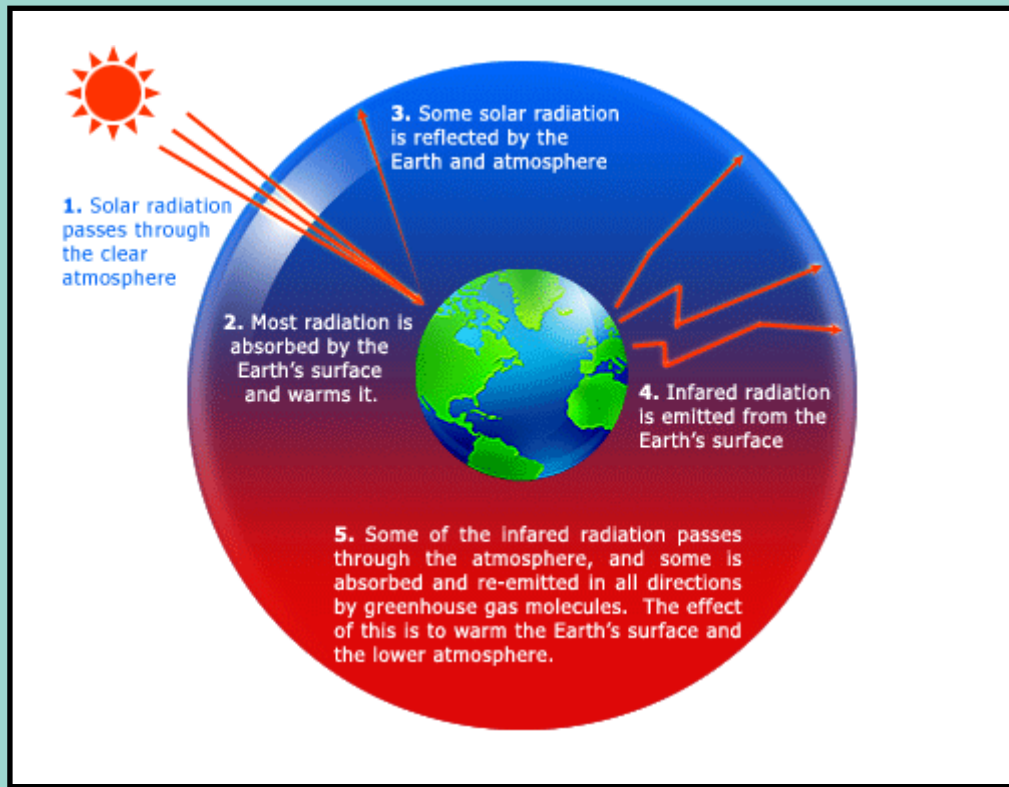 1. Solar radiation
passes through
the clear
atmosphere
2. Most radiation is
absorbed by the
Earth's surface
and warms it.
3. Some solar radiation
is reflected by the
Earth and atmosphere
4. Infared radiation
is emitted from the
Earth's surface
5. Some of the infared radiation passes
through the atmosphere, and some is
absorbed and re-emitted in all directions
by greenhouse gas molecules. The effect
of this is to warm the Earth's surface and
the lower atmosphere.